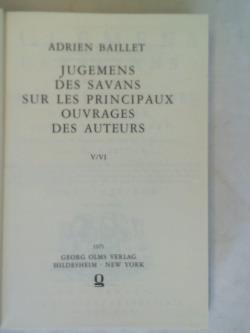 ADRIEN BAILLET
JUGEMENS
DES SAVANS
SUR LES PRINCIPAUX
OUVRAGES
DES AUTEURS
V/VI
1971
GEORG OLMS VERLAG
HILDESHEIM · NEW YORK